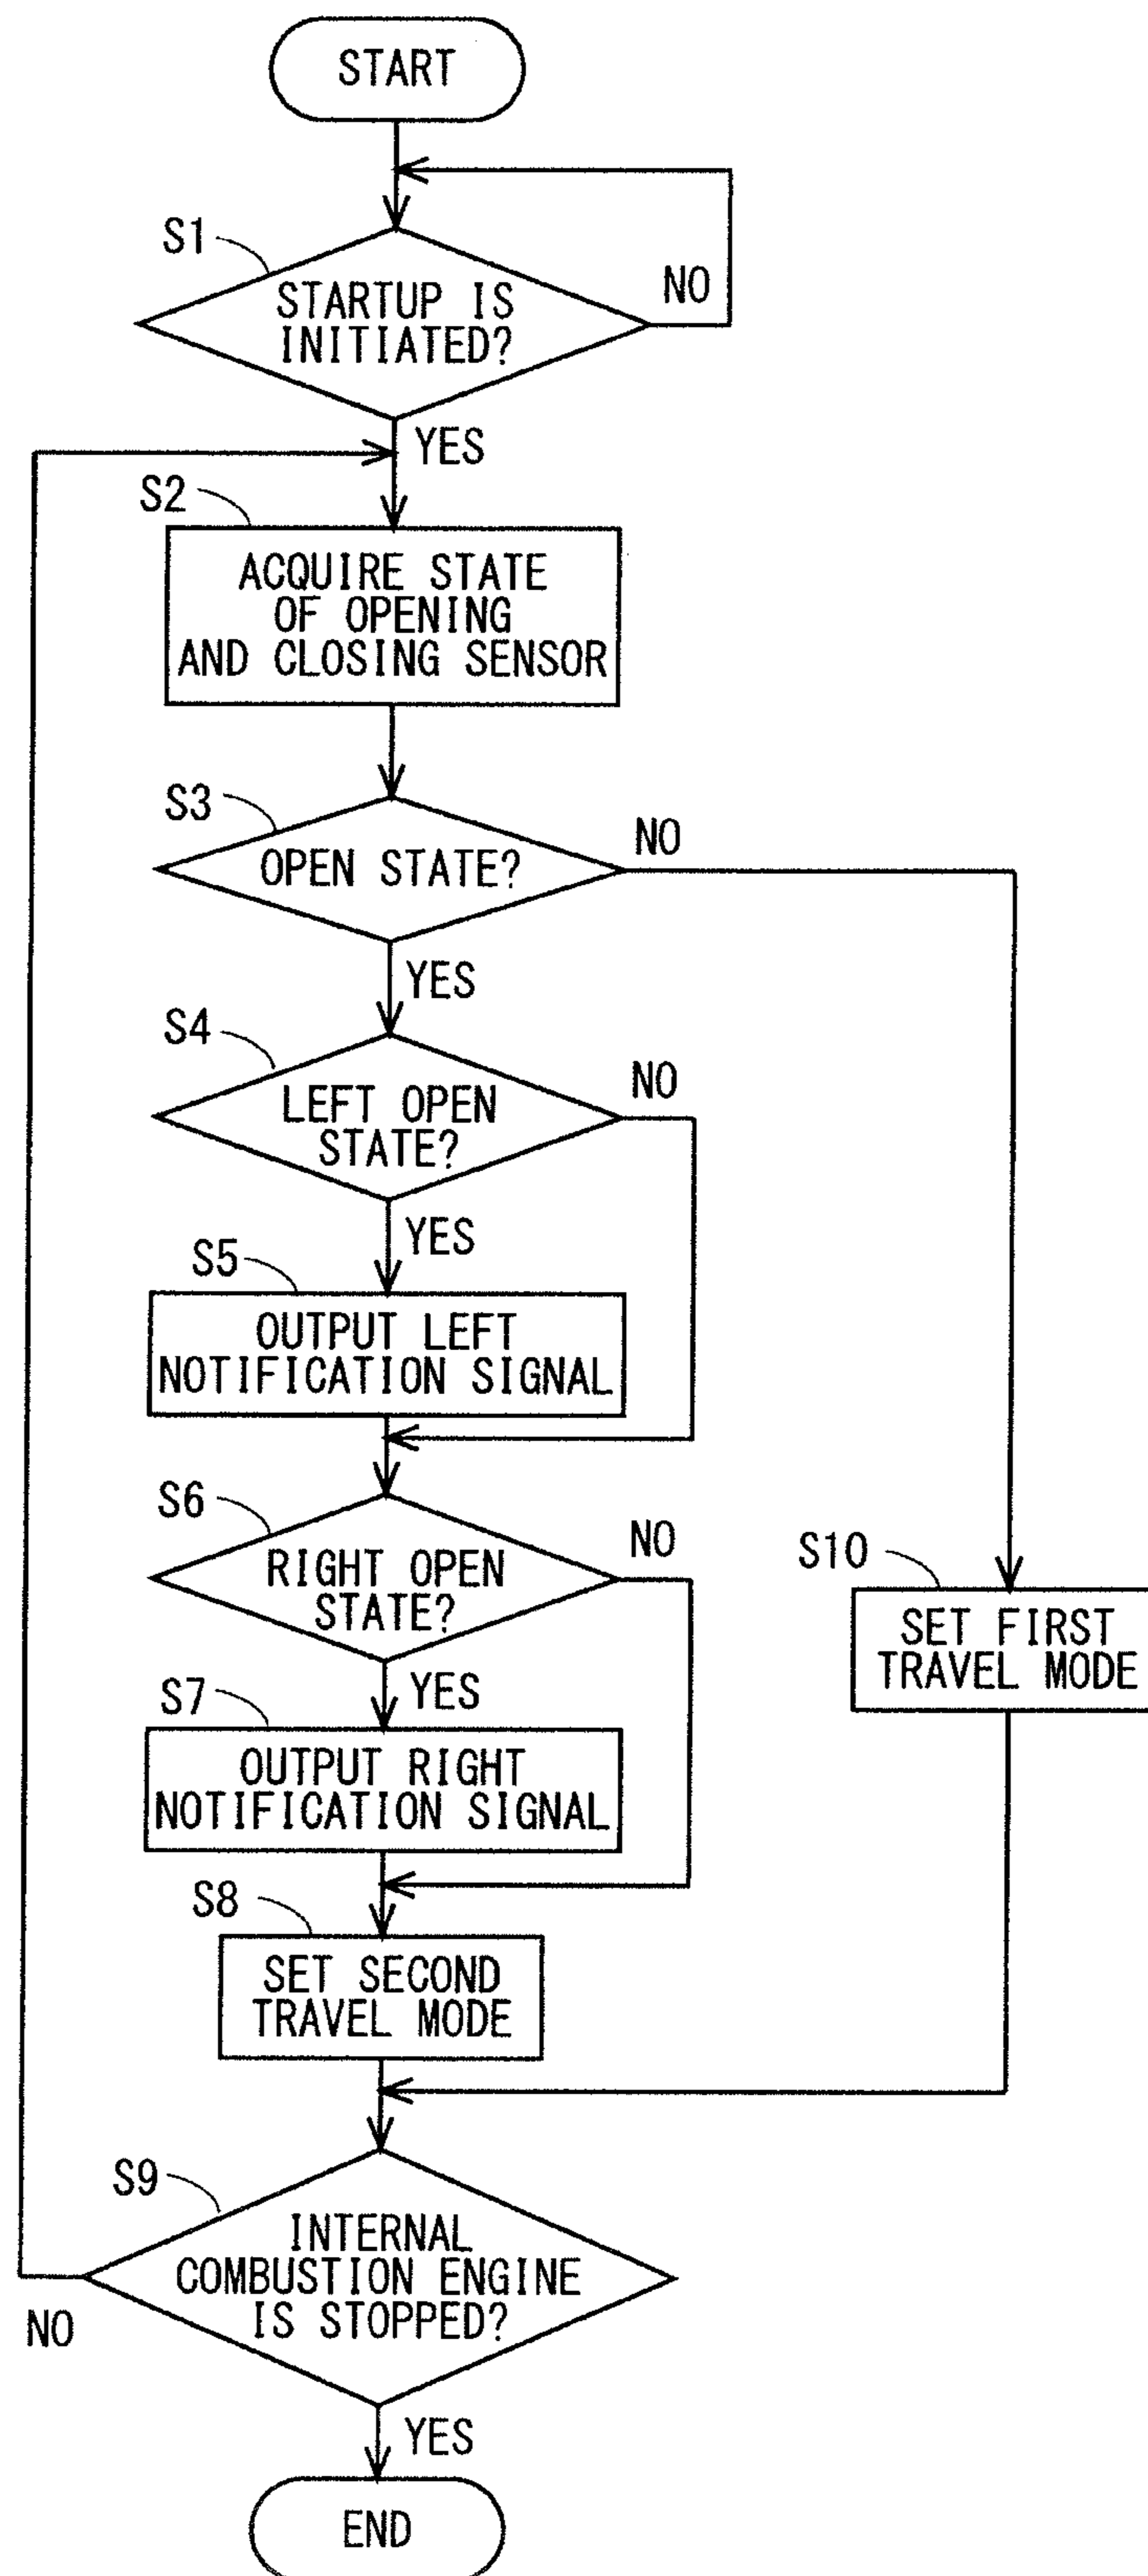 START
S1
STARTUP IS
INITIATED?
NO
YES
S2
ACQUIRE STATE
OF OPENING
AND CLOSING SENSOR
S3
OPEN STATE?
NO
YES
S4
LEFT OPEN
STATE?
NO
YES
S5
OUTPUT LEFT
NOTIFICATION SIGNAL
S6
RIGHT OPEN
STATE?
NO
YES
S10
SET FIRST
TRAVEL MODE
S7
OUTPUT RIGHT
NOTIFICATION SIGNAL
S8
SET SECOND
TRAVEL MODE
S9
INTERNAL
COMBUSTION ENGINE
IS STOPPED?
NO
YES
END